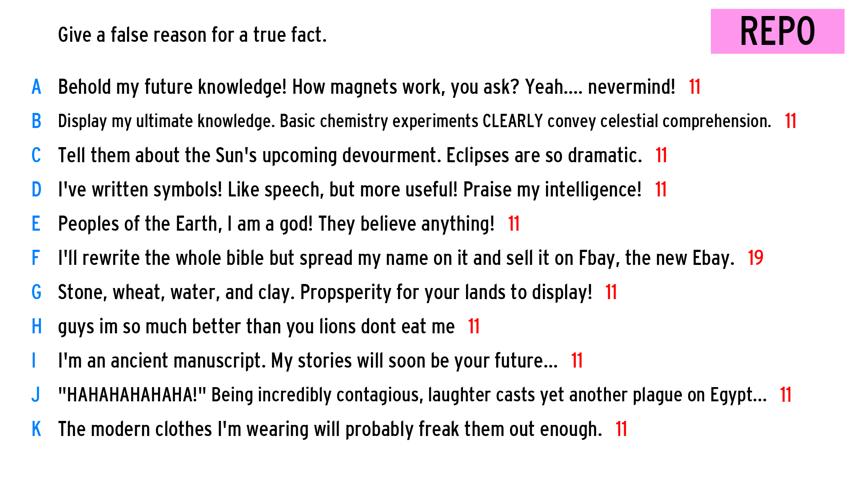 Give a false reason for a true fact.
REPO
A Behold my future knowledge! How magnets work, you ask? Yeah.... nevermind! 11
B Display my ultimate knowledge. Basic chemistry experiments CLEARLY convey celestial comprehension. 11
C Tell them about the Sun's upcoming devourment. Eclipses are so dramatic. 11
D I've written symbols! Like speech, but more useful! Praise my intelligence! 11
E Peoples of the Earth, I am a god! They believe anything! 11
F I'll rewrite the whole bible but spread my name on it and sell it on Fbay, the new Ebay. 19
G Stone, wheat, water, and clay. Propsperity for your lands to display! 11
H guys im so much better than you lions dont eat me 11
I I'm an ancient manuscript. My stories will soon be your future... 11
J "HAHAHAHAHAHA!" Being incredibly contagious, laughter casts yet another plague on Egypt... 11
K The modern clothes I'm wearing will probably freak them out enough. 11